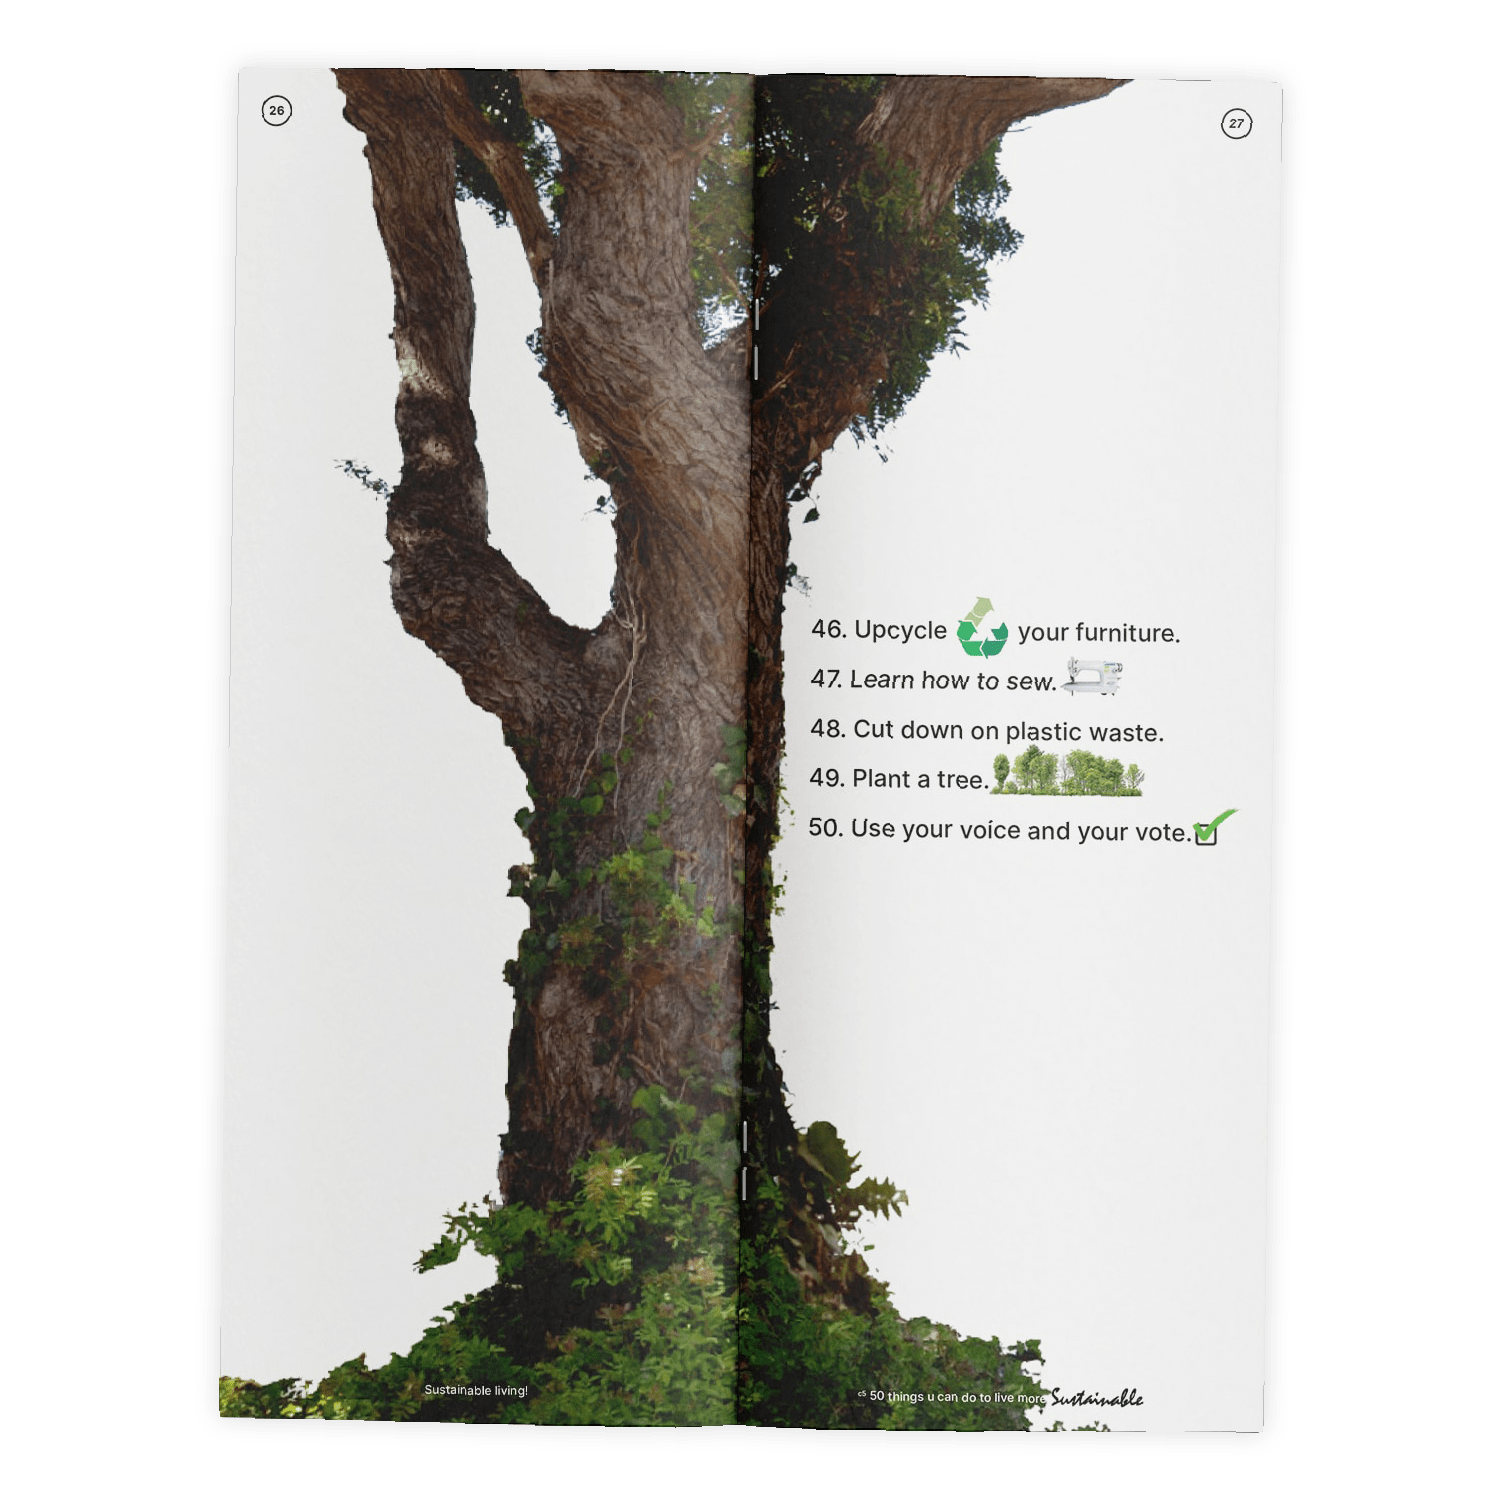 26
27
46. Upcycle your furniture.
47. Learn how to sew.
48. Cut down on plastic waste.
49. Plant a tree.
50. Use your voice and your vote.
Sustainable living!
c5 50 things u can do to live more Sustainable